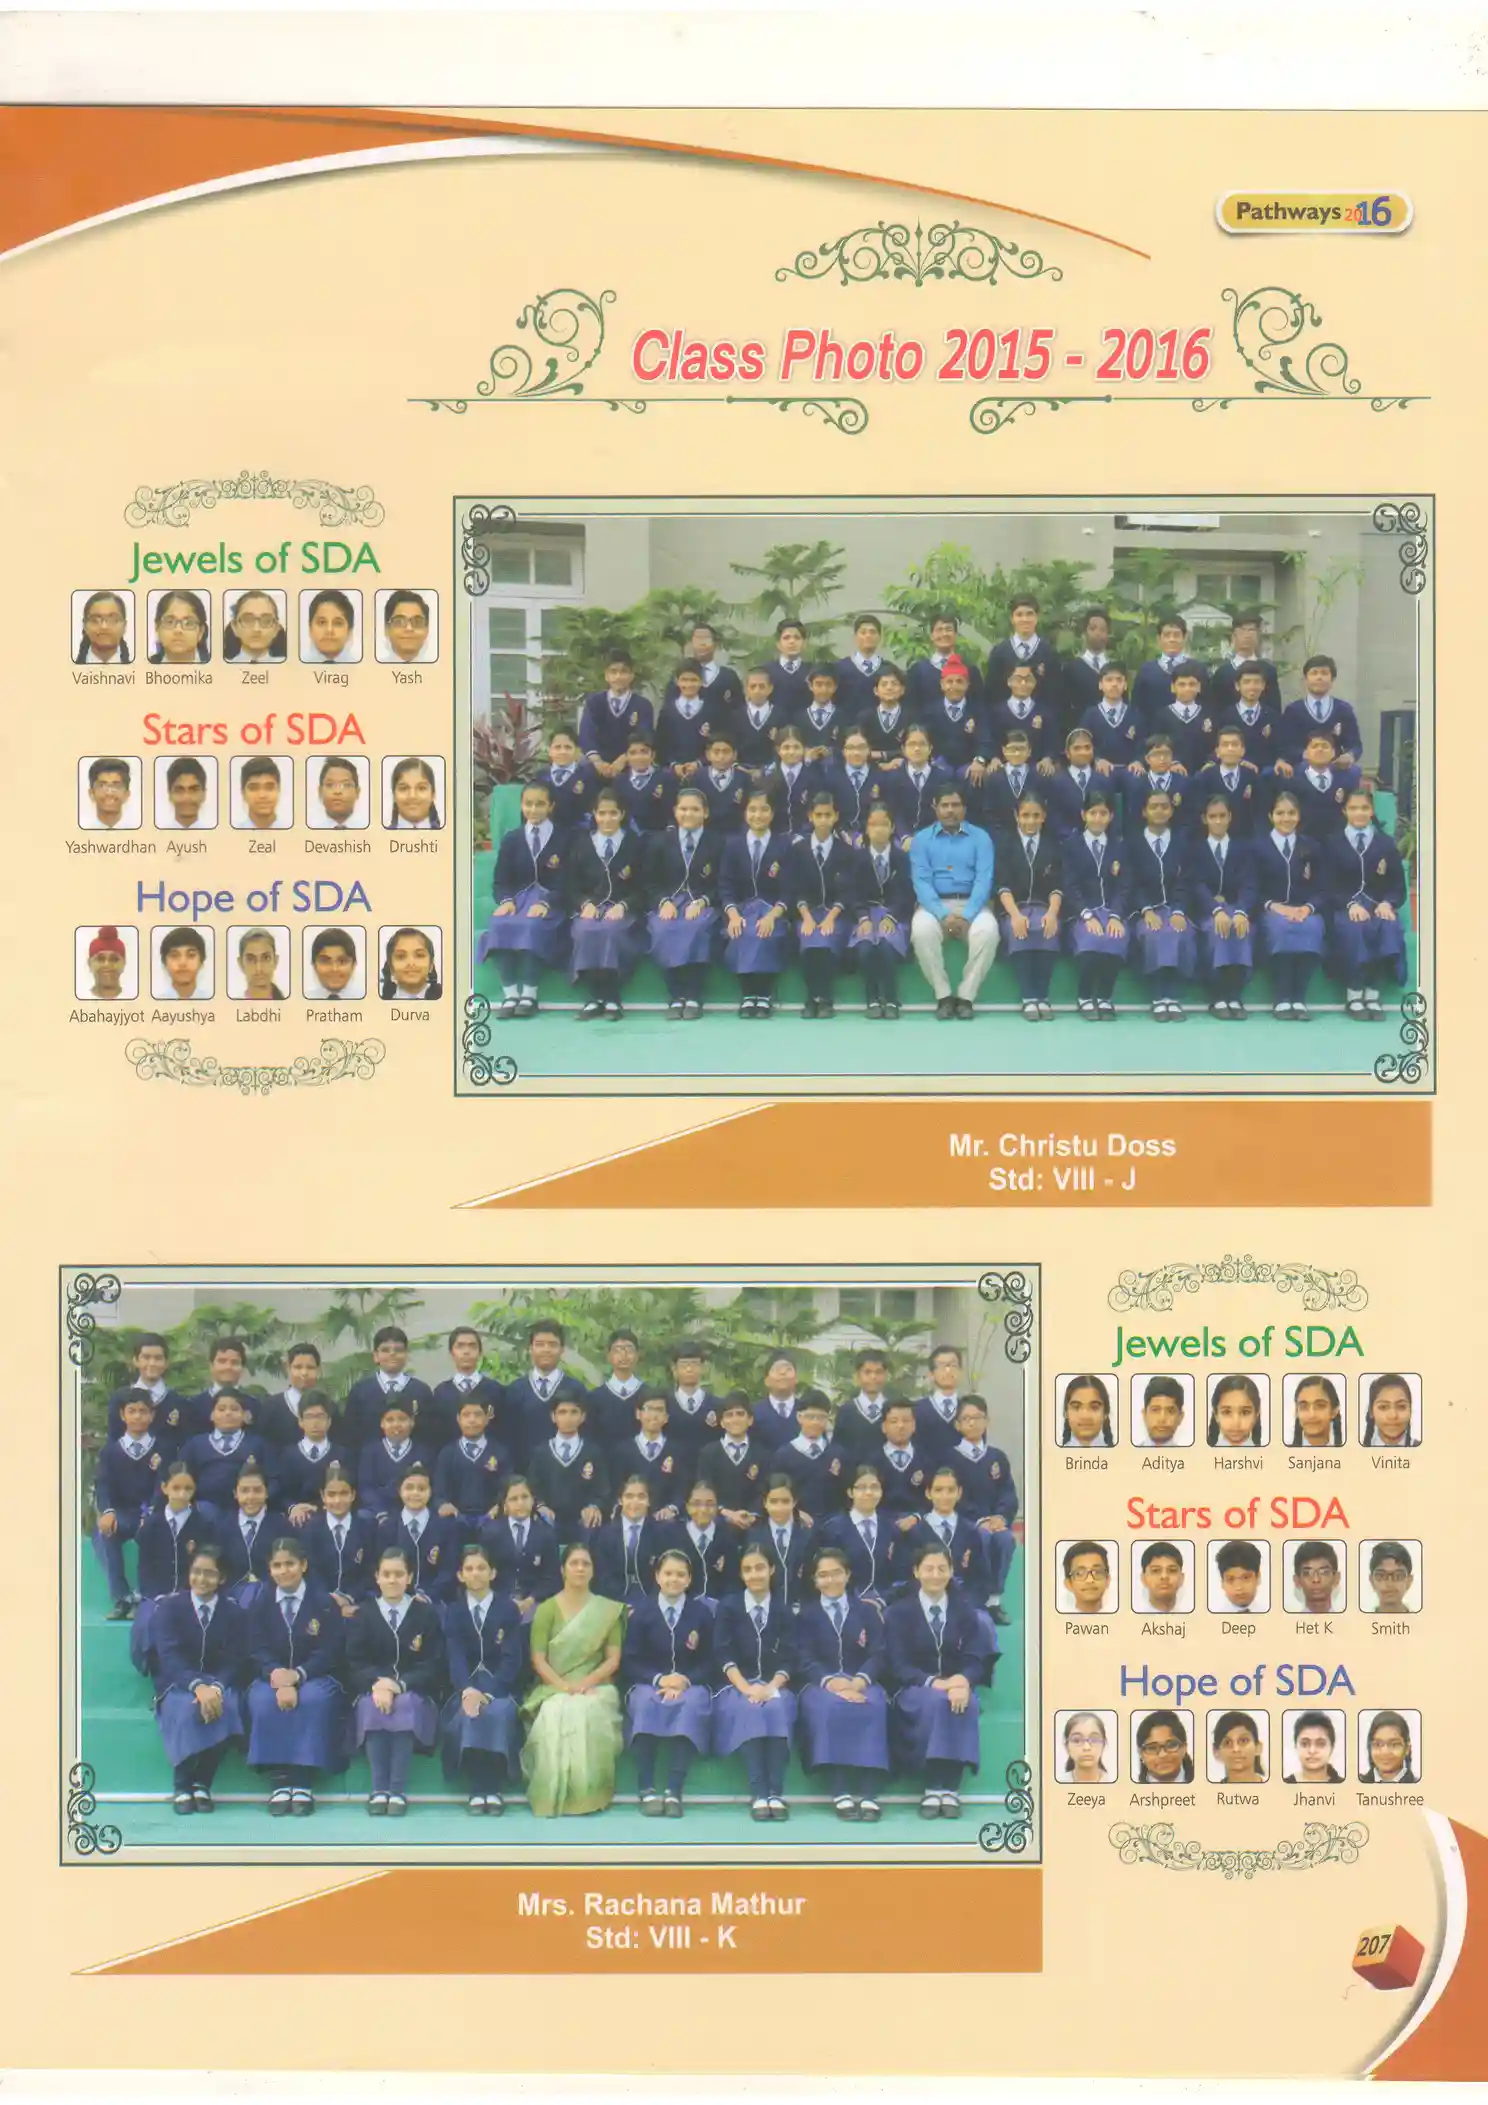 Pathways 2016
Class Photo 2015 - 2016
Jewels of SDA
Vaishnavi Bhoomika Zeel Virag Yash
Stars of SDA
Yashwardhan Ayush Zeal Devashish Drushti
Hope of SDA
Abahayjyot Aayushya Labdhi Pratham Durva
Mr. Christu Doss
Std: VIII - J
Jewels of SDA
Brinda Aditya Harshvi Sanjana Vinita
Stars of SDA
Pawan Akshaj Deep Het K Smith
Hope of SDA
Zeeya Arshpreet Rutwa Jhanvi Tanushree
Mrs. Rachana Mathur
Std: VIII - K
207